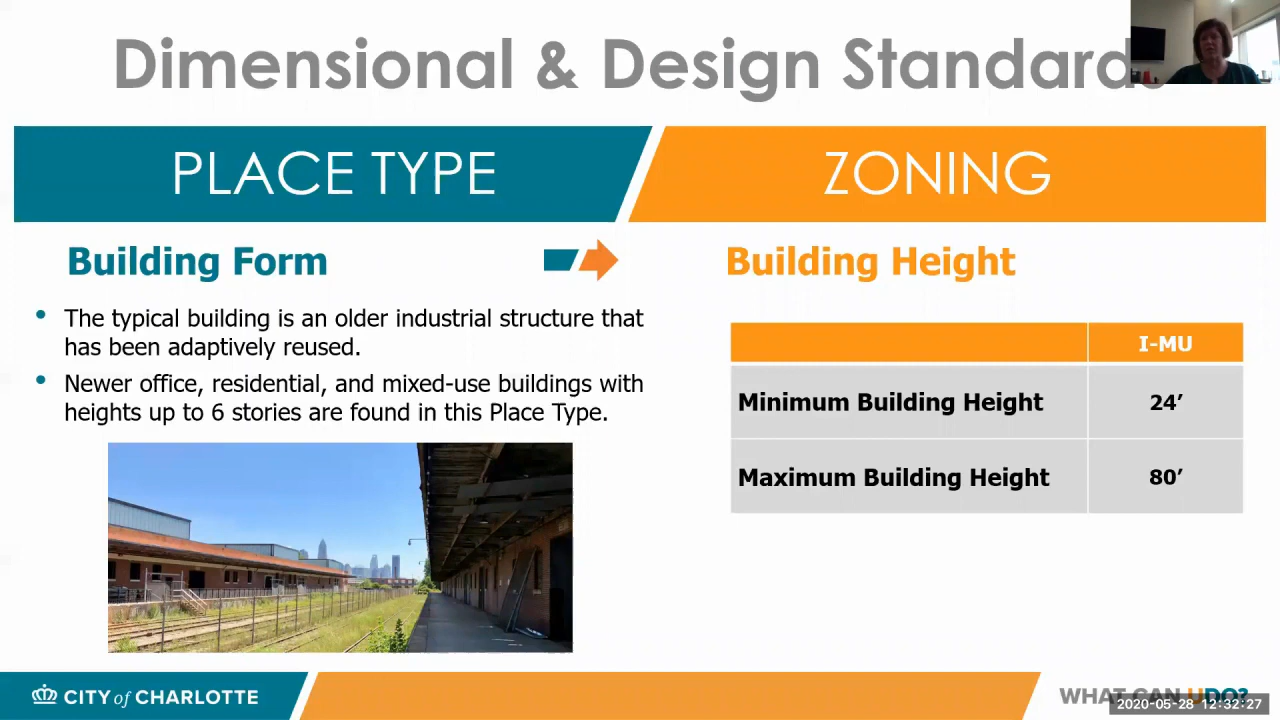 Dimensional & Design Standards
PLACE TYPE
ZONING
Building Form
Building Height
• The typical building is an older industrial structure that
has been adaptively reused.
• Newer office, residential, and mixed-use buildings with
heights up to 6 stories are found in this Place Type.
I-MU
Minimum Building Height 24’
Maximum Building Height 80’
CITY of CHARLOTTE
WHAT CAN UDO?
2020-05-28 12:32:27